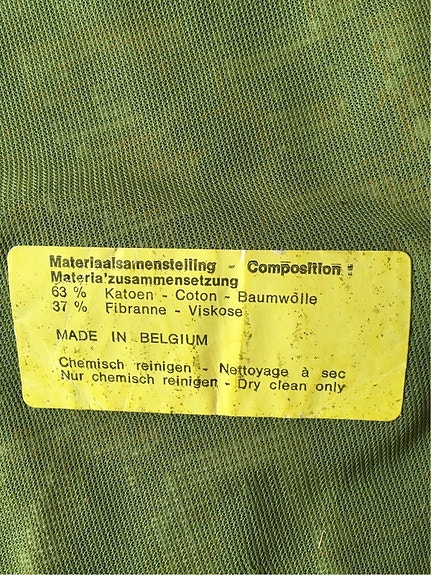 Materiaalsamenstelling - Composition :
Materia'zusammensetzung
63 % Katoen - Coton - Baumwolle
37 % Fibranne - Viskose
MADE IN BELGIUM
Chemisch reinigen - Nettoyage à sec
Nur chemisch reinigen - Dry clean only